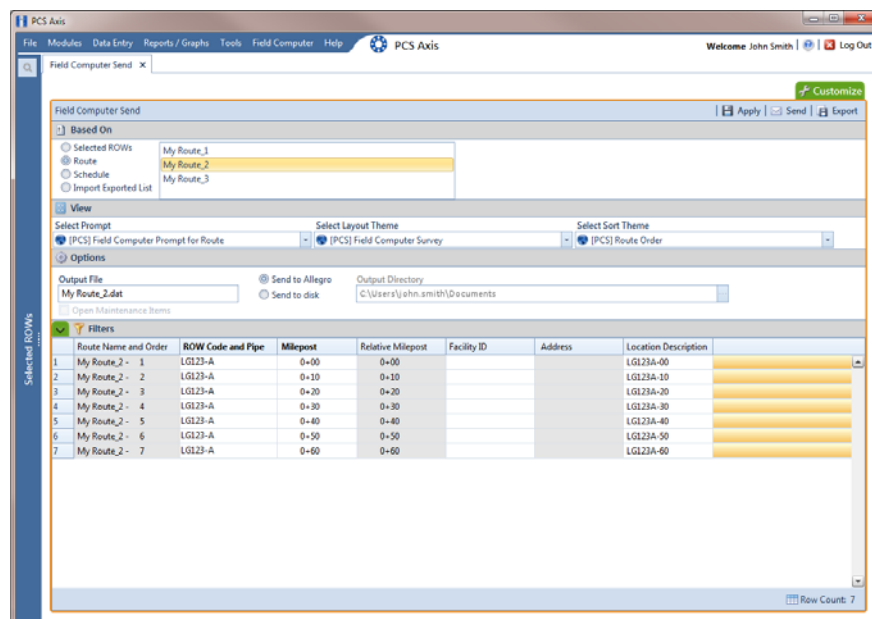 PCS Axis
File Modules Data Entry Reports / Graphs Tools Field Computer Help PCS Axis Welcome John Smith | | Log Out
Field Computer Send X
Customize
Field Computer Send | Apply | Send | Export
Based On
Selected ROWs
Route
Schedule
Import Exported List
My Route_1
My Route_2
My Route_3
View
Select Prompt Select Layout Theme Select Sort Theme
[PCS] Field Computer Prompt for Route [PCS] Field Computer Survey [PCS] Route Order
Options
Output File Send to Allegro Output Directory
My Route_2.dat Send to disk C:\Users\john.smith\Documents
Open Maintenance Items
Filters
Route Name and Order ROW Code and Pipe Milepost Relative Milepost Facility ID Address Location Description
1 My Route_2 - 1 LG123-A 0+00 0+00 LG123A-00
2 My Route_2 - 2 LG123-A 0+10 0+10 LG123A-10
3 My Route_2 - 3 LG123-A 0+20 0+20 LG123A-20
4 My Route_2 - 4 LG123-A 0+30 0+30 LG123A-30
5 My Route_2 - 5 LG123-A 0+40 0+40 LG123A-40
6 My Route_2 - 6 LG123-A 0+50 0+50 LG123A-50
7 My Route_2 - 7 LG123-A 0+60 0+60 LG123A-60
Selected ROWs
Row Count: 7